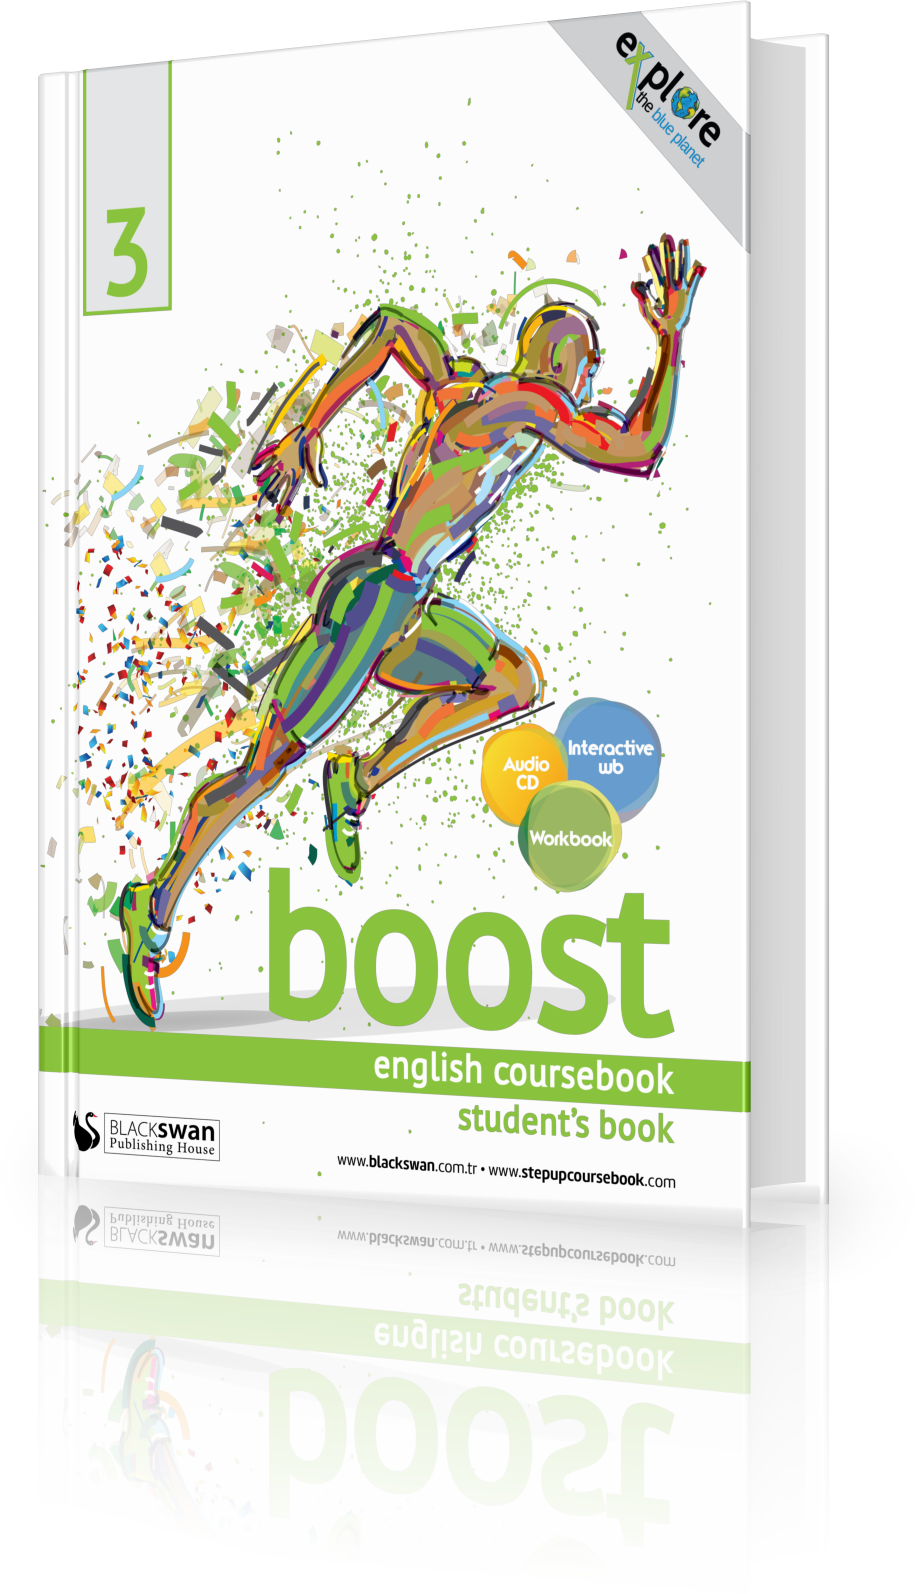 explore
the blue planet
3
Interactive
wb
Audio
CD
Workbook
boost
english coursebook
student's book
BLACKSWAN
Publishing House
www.blackswan.com.tr • www.stepupcoursebook.com